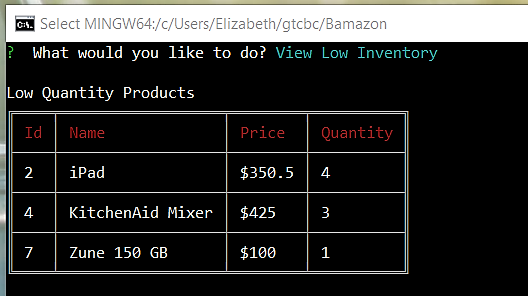 Select MINGW64:/c/Users/Elizabeth/gtcbc/Bamazon
? What would you like to do? View Low Inventory
Low Quantity Products
Id Name Price Quantity
2 iPad $350.5 4
4 KitchenAid Mixer $425 3
7 Zune 150 GB $100 1